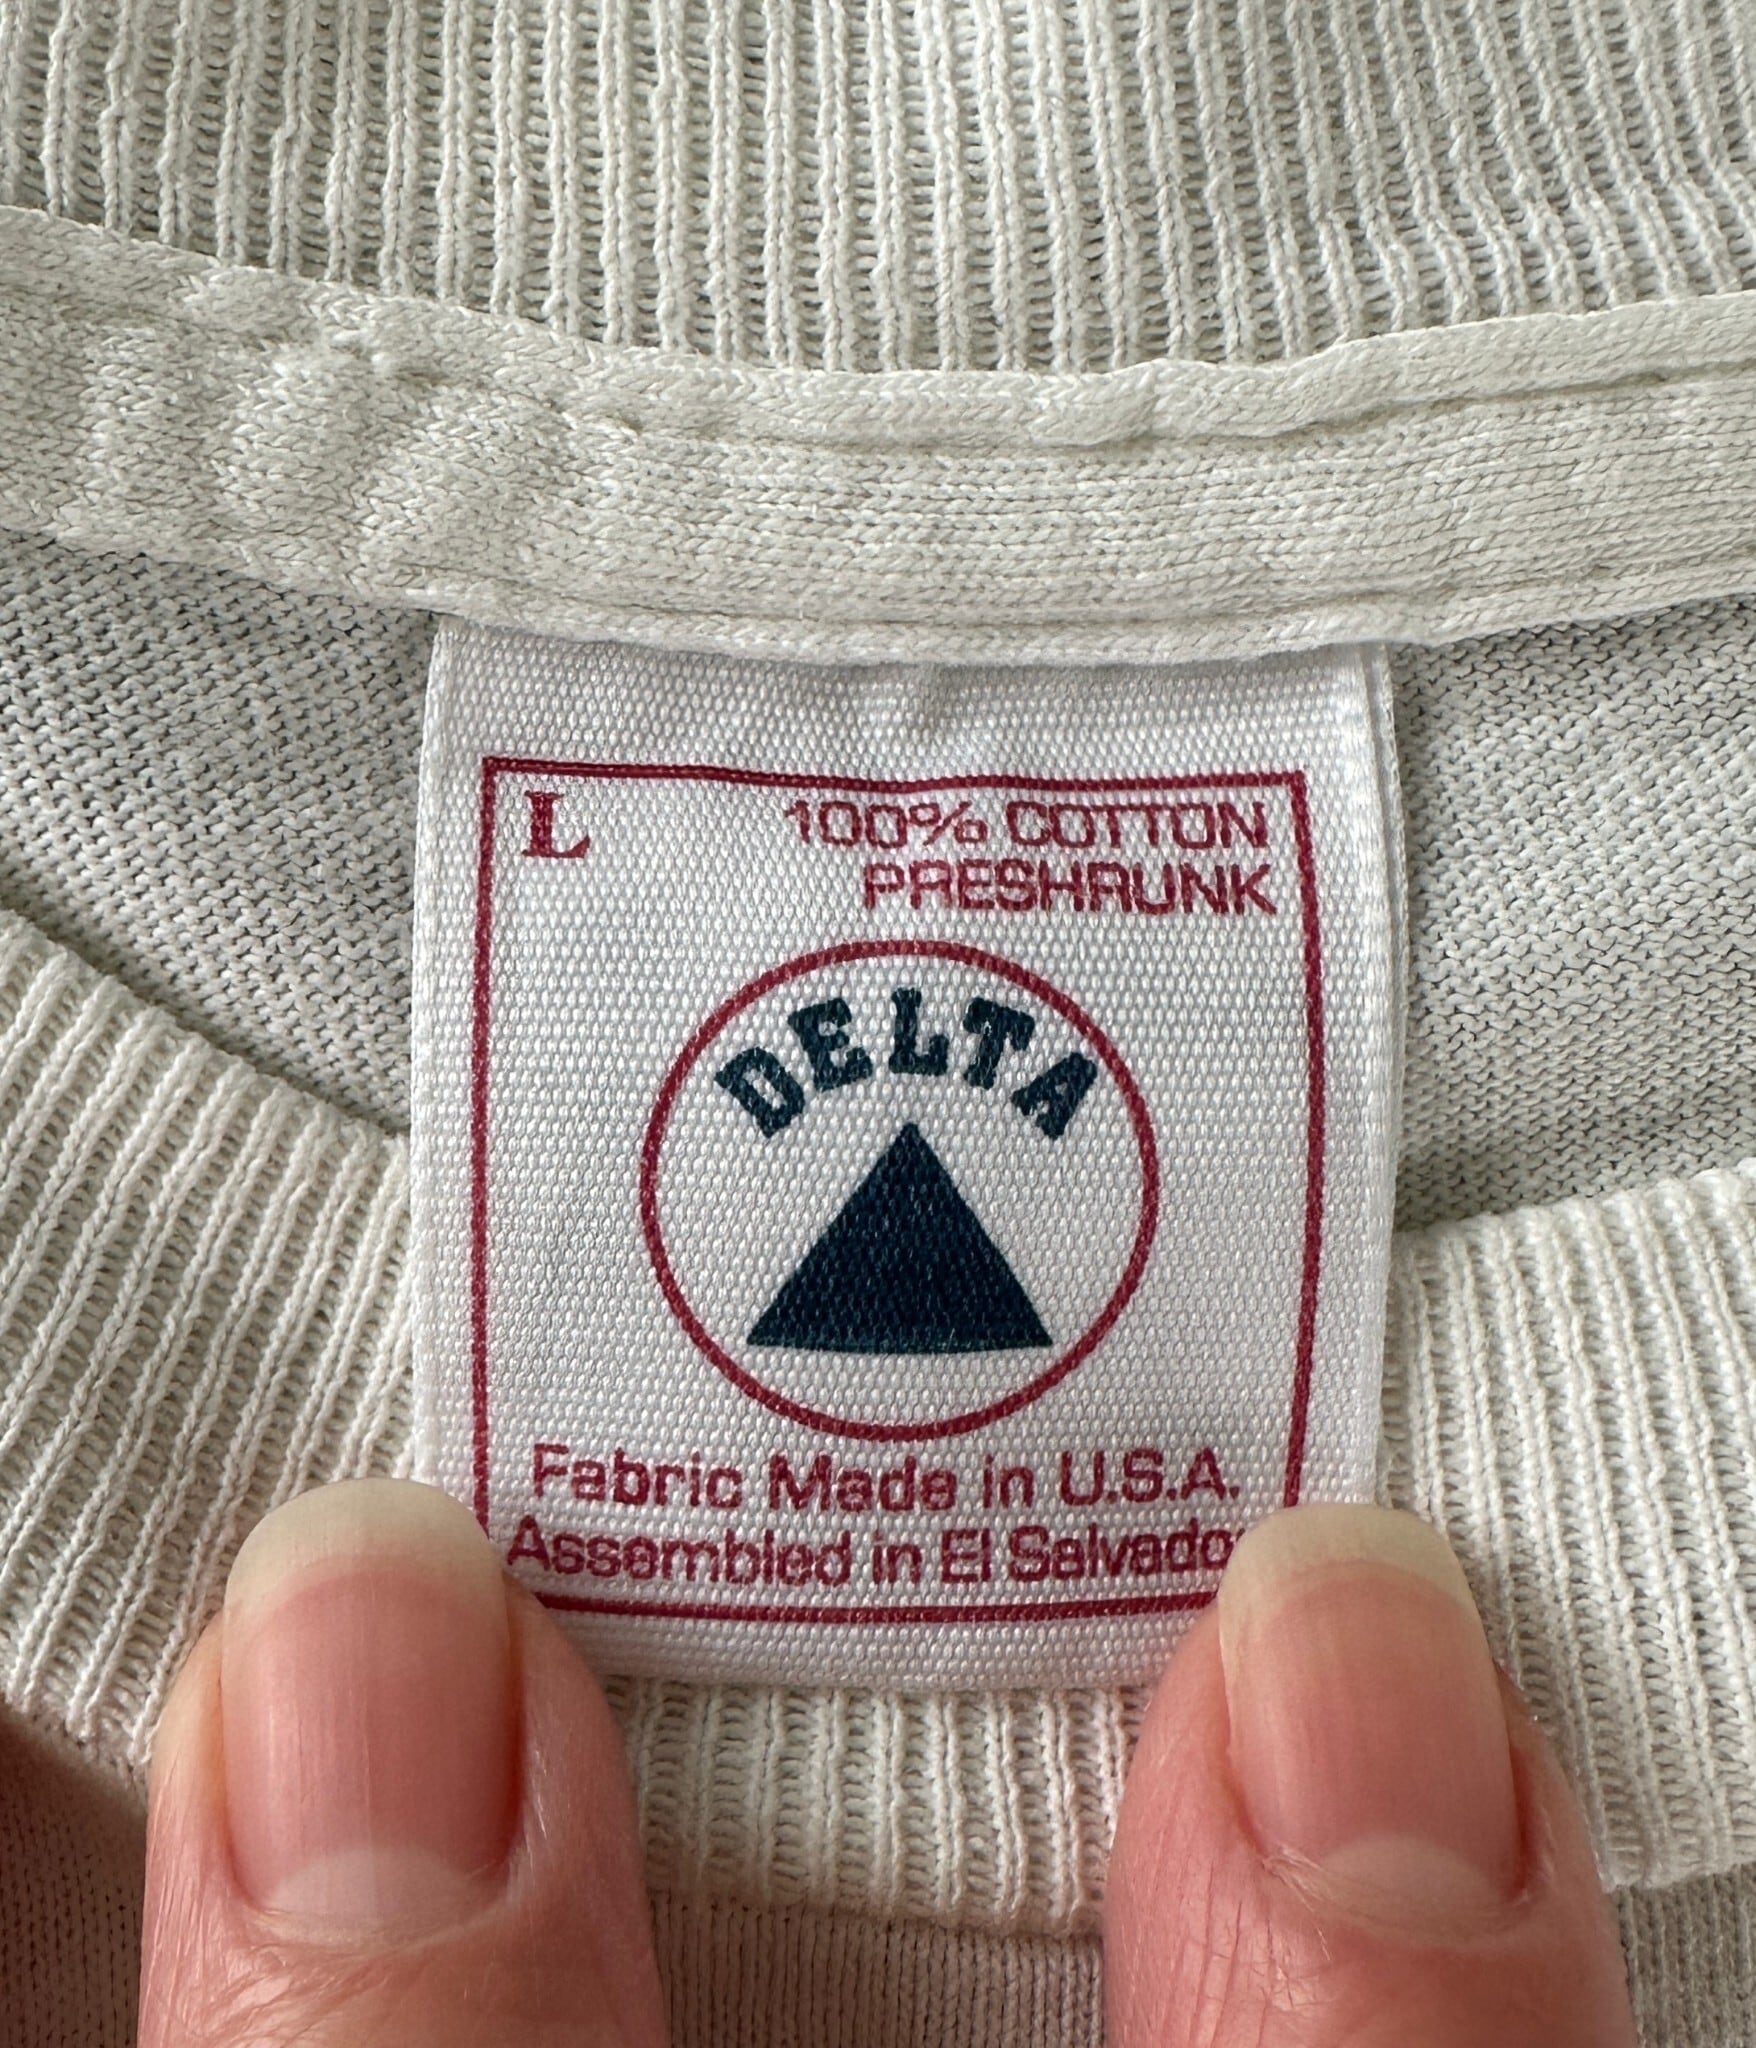 L
100% COTTON
PRESHRUNK
DELTA
Fabric Made in U.S.A.
Assembled in El Salvador